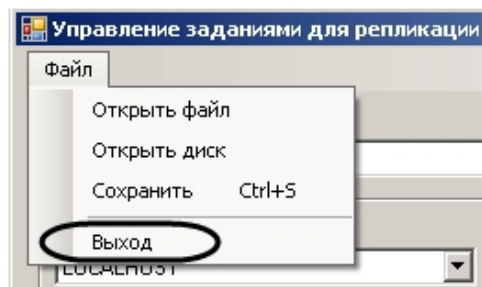 Управление заданиями для репликации
Файл
Открыть файл
Открыть диск
Сохранить Ctrl+S
Выход
LOCALHOST